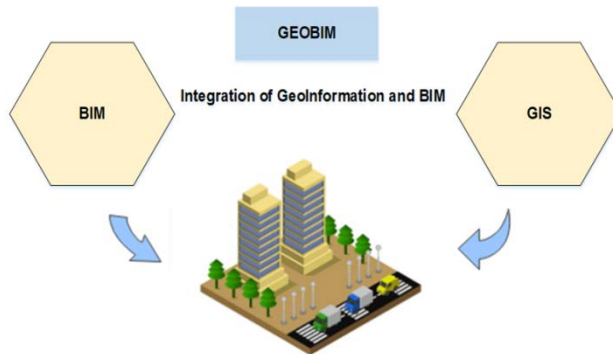 GEOBIM
Integration of GeoInformation and BIM
BIM
GIS